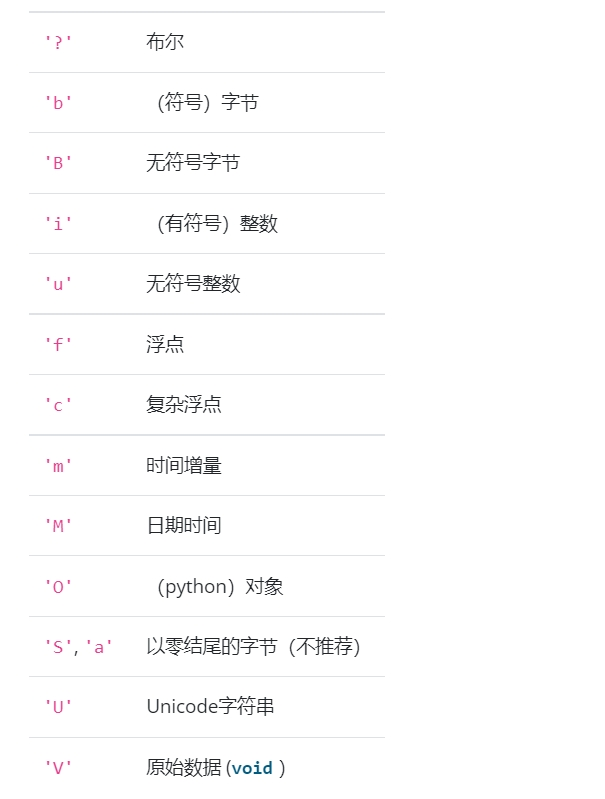 '?' 布尔
'b' （符号）字节
'B' 无符号字节
'i' （有符号）整数
'u' 无符号整数
'f' 浮点
'c' 复杂浮点
'm' 时间增量
'M' 日期时间
'O' （python）对象
'S', 'a' 以零结尾的字节（不推荐）
'U' Unicode字符串
'V' 原始数据 (void )